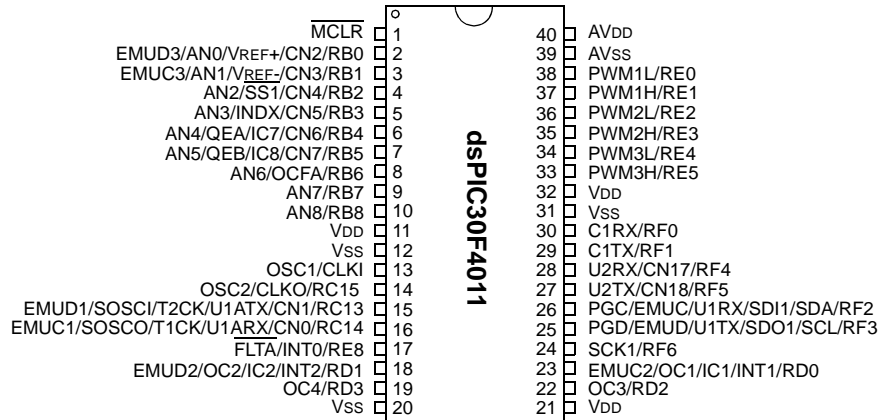 MCLR 1 40 AVDD
EMUD3/AN0/VREF+/CN2/RB0 2 39 AVSS
EMUC3/AN1/VREF-/CN3/RB1 3 38 PWM1L/RE0
AN2/SS1/CN4/RB2 4 37 PWM1H/RE1
AN3/INDX/CN5/RB3 5 36 PWM2L/RE2
AN4/QEA/IC7/CN6/RB4 6 35 PWM2H/RE3
AN5/QEB/IC8/CN7/RB5 7 34 PWM3L/RE4
AN6/OCFA/RB6 8 33 PWM3H/RE5
AN7/RB7 9 32 VDD
AN8/RB8 10 31 VSS
VDD 11 30 C1RX/RF0
VSS 12 29 C1TX/RF1
OSC1/CLKI 13 28 U2RX/CN17/RF4
OSC2/CLKO/RC15 14 27 U2TX/CN18/RF5
EMUD1/SOSCI/T2CK/U1ATX/CN1/RC13 15 26 PGC/EMUC/U1RX/SDI1/SDA/RF2
EMUC1/SOSCO/T1CK/U1ARX/CN0/RC14 16 25 PGD/EMUD/U1TX/SDO1/SCL/RF3
FLTA/INT0/RE8 17 24 SCK1/RF6
EMUD2/OC2/IC2/INT2/RD1 18 23 EMUC2/OC1/IC1/INT1/RD0
OC4/RD3 19 22 OC3/RD2
VSS 20 21 VDD
dsPIC30F4011